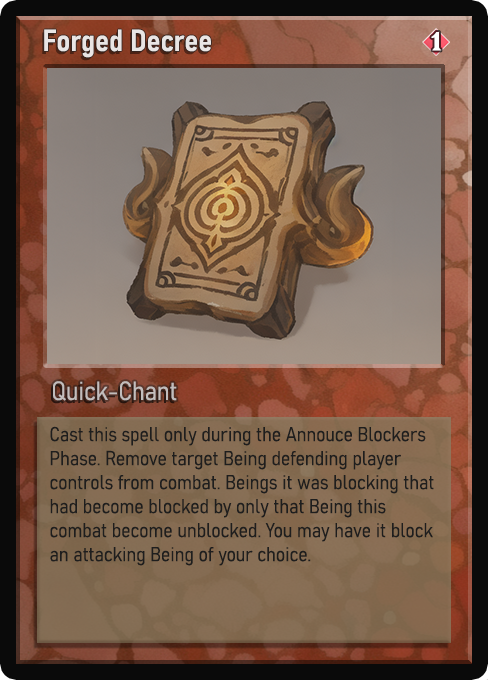 Forged Decree
1
Quick-Chant
Cast this spell only during the Annouce Blockers
Phase. Remove target Being defending player
controls from combat. Beings it was blocking that
had become blocked by only that Being this
combat become unblocked. You may have it block
an attacking Being of your choice.